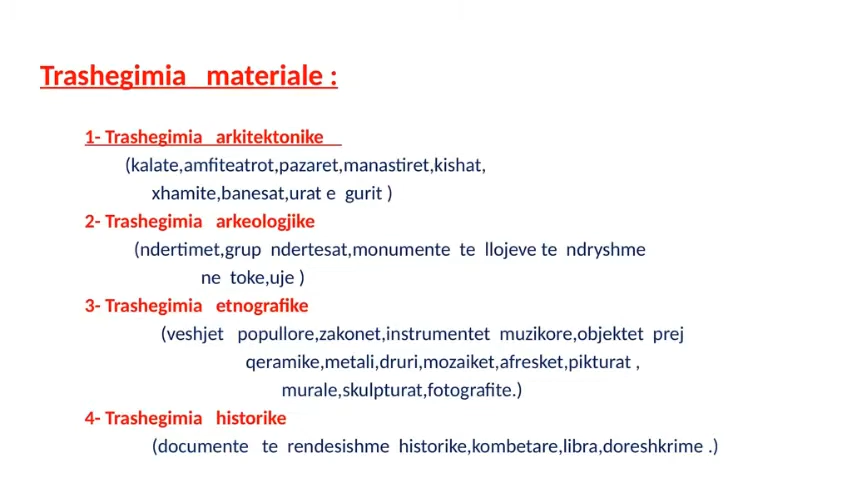 Trashegimia materiale :
1- Trashegimia arkitektonike
(kalate,amfiteatrot,pazaret,manastiret,kishat,
xhamite,banesat,urat e gurit )
2- Trashegimia arkeologjike
(ndertimet,grup ndertesat,monumente te llojeve te ndryshme
ne toke,uje )
3- Trashegimia etnografike
(veshjet popullore,zakonet,instrumentet muzikore,objektet prej
qeramike,metali,druri,mozaiket,afresket,pikturat ,
murale,skulpturat,fotografite.)
4- Trashegimia historike
(documente te rendesishme historike,kombetare,libra,doreshkrime .)